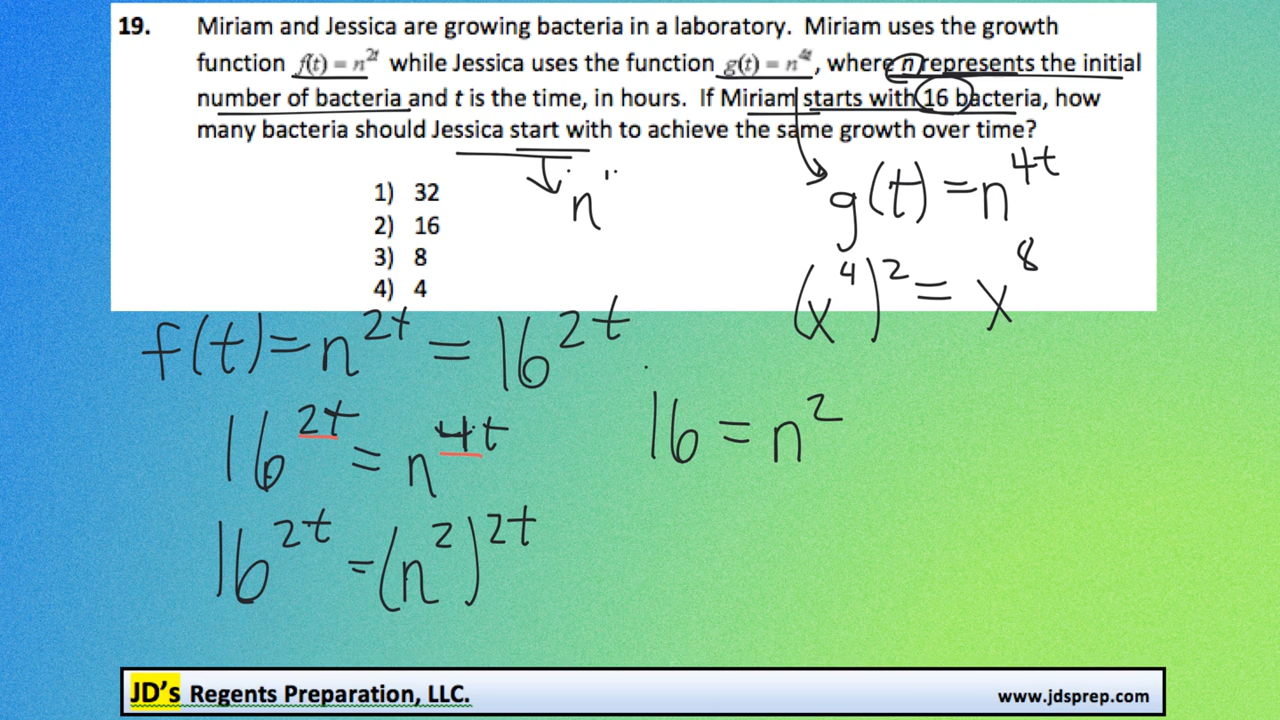 19. Miriam and Jessica are growing bacteria in a laboratory. Miriam uses the growth
function f(t) = n^2t while Jessica uses the function g(t) = n^4t, where n represents the initial
number of bacteria and t is the time, in hours. If Miriam starts with 16 bacteria, how
many bacteria should Jessica start with to achieve the same growth over time?
1) 32
2) 16
3) 8
4) 4
"n"
g(t) = n^4t
(x^4)^2 = x^8
f(t) = n^2t = 16^2t
16^2t = n^4t
16 = n^2
16^2t = (n^2)^2t
JD's Regents Preparation, LLC.
www.jdsprep.com